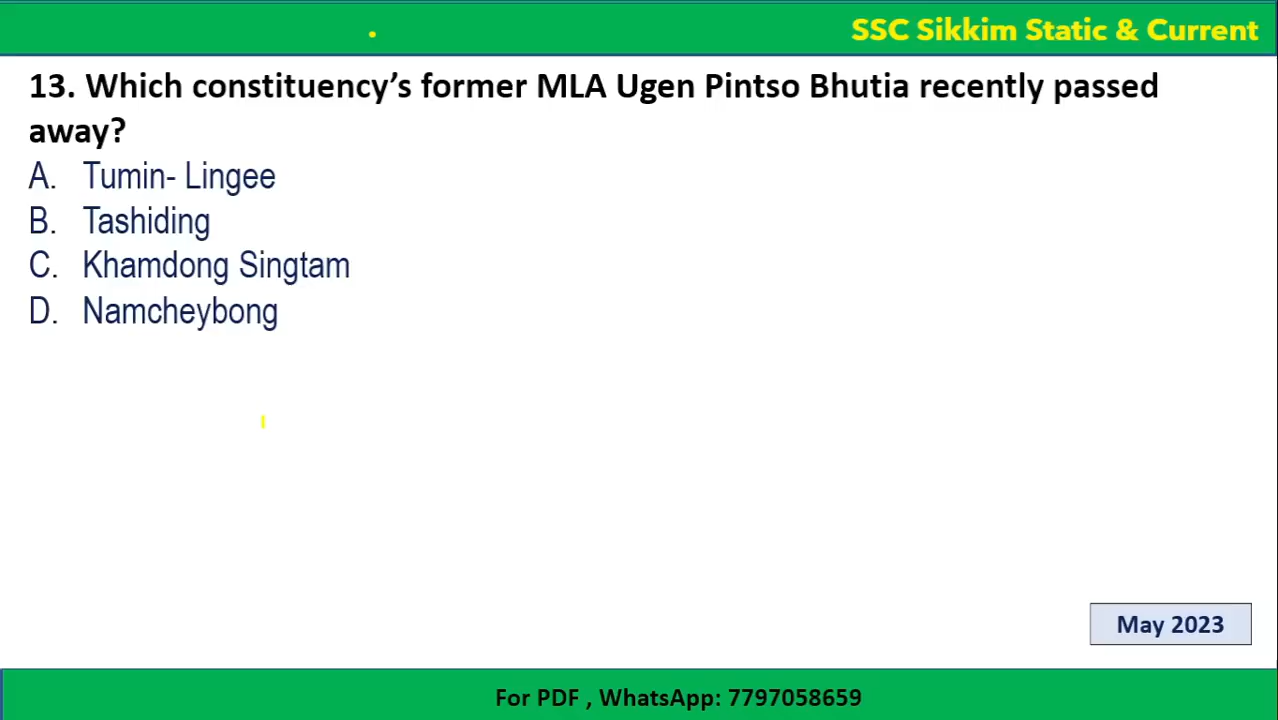 SSC Sikkim Static & Current
13. Which constituency’s former MLA Ugen Pintso Bhutia recently passed
away?
A. Tumin- Lingee
B. Tashiding
C. Khamdong Singtam
D. Namcheybong
May 2023
For PDF , WhatsApp: 7797058659